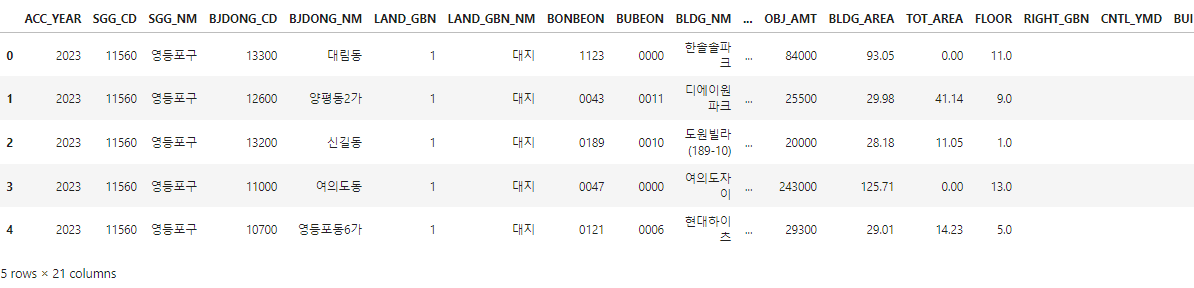 ACC_YEAR SGG_CD SGG_NM BJDONG_CD BJDONG_NM LAND_GBN LAND_GBN_NM BONBEON BUBEON BLDG_NM ... OBJ_AMT BLDG_AREA TOT_AREA FLOOR RIGHT_GBN CNTL_YMD BUI
0 2023 11560 영등포구 13300 대림동 1 대지 1123 0000 한솔솔파크 ... 84000 93.05 0.00 11.0
1 2023 11560 영등포구 12600 양평동2가 1 대지 0043 0011 디에이원파크 ... 25500 29.98 41.14 9.0
2 2023 11560 영등포구 13200 신길동 1 대지 0189 0010 도원빌라(189-10) ... 20000 28.18 11.05 1.0
3 2023 11560 영등포구 11000 여의도동 1 대지 0047 0000 여의도자이 ... 243000 125.71 0.00 13.0
4 2023 11560 영등포구 10700 영등포동6가 1 대지 0121 0006 현대하이츠 ... 29300 29.01 14.23 5.0
5 rows × 21 columns